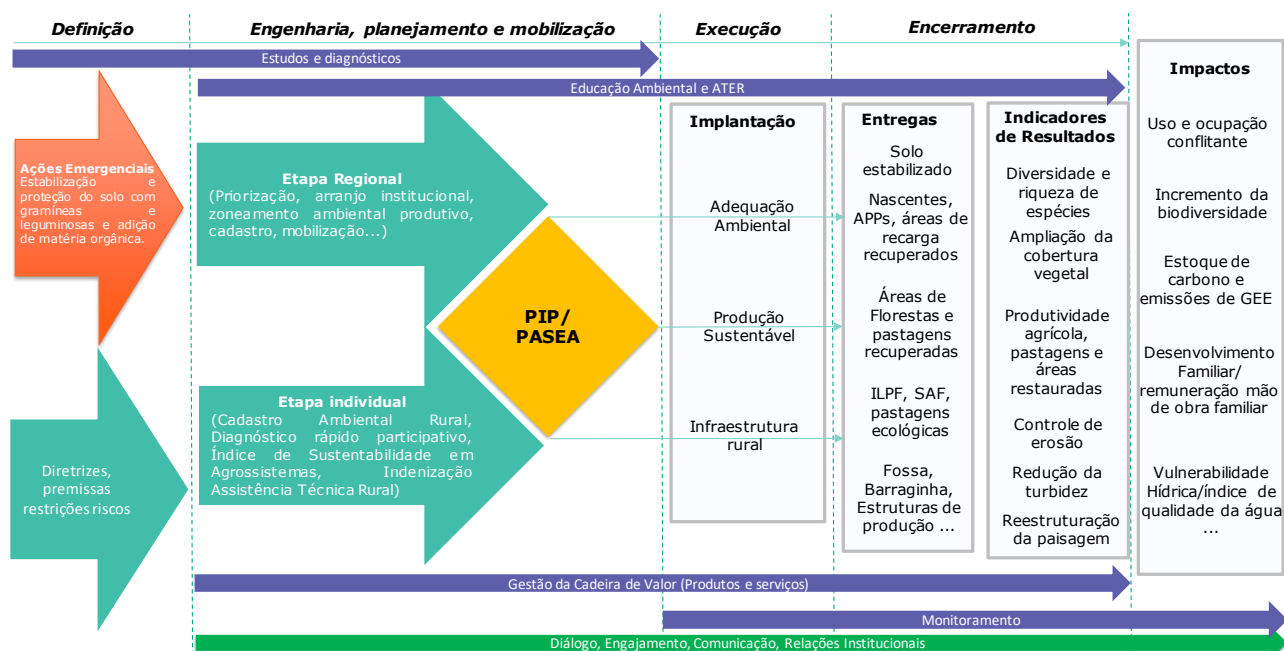 Definição
Engenharia, planejamento e mobilização
Execução
Encerramento
Estudos e diagnósticos
Educação Ambiental e ATER
Ações Emergenciais
Estabilização e
proteção do solo com
gramíneas e
leguminosas e adição
de matéria orgânica.
Diretrizes,
premissas
restrições riscos
Etapa Regional
(Priorização, arranjo institucional,
zoneamento ambiental produtivo,
cadastro, mobilização...)
Etapa individual
(Cadastro Ambiental Rural,
Diagnóstico rápido participativo,
Índice de Sustentabilidade em
Agrossistemas, Indenização
Assistência Técnica Rural)
PIP/
PASEA
Implantação
Adequação
Ambiental
Produção
Sustentável
Infraestrutura
rural
Entregas
Solo
estabilizado
Nascentes,
APPs, áreas de
recarga
recuperados
Áreas de
Florestas e
pastagens
recuperadas
ILPF, SAF,
pastagens
ecológicas
Fossa,
Barraginha,
Estruturas de
produção ...
Indicadores
de Resultados
Diversidade e
riqueza de
espécies
Ampliação da
cobertura
vegetal
Produtividade
agrícola,
pastagens e
áreas
restauradas
Controle de
erosão
Redução da
turbidez
Reestruturação
da paisagem
Impactos
Uso e ocupação
conflitante
Incremento da
biodiversidade
Estoque de
carbono e
emissões de GEE
Desenvolvimento
Familiar/
remuneração mão
de obra familiar
Vulnerabilidade
Hídrica/índice de
qualidade da água
...
Gestão da Cadeira de Valor (Produtos e serviços)
Monitoramento
Diálogo, Engajamento, Comunicação, Relações Institucionais